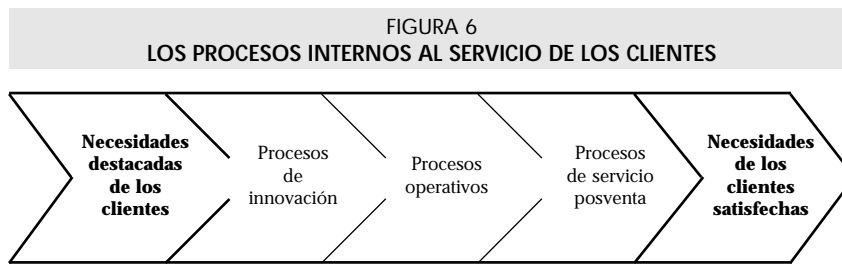 FIGURA 6
LOS PROCESOS INTERNOS AL SERVICIO DE LOS CLIENTES
Necesidades
destacadas
de los
clientes
Procesos
de
innovación
Procesos
operativos
Procesos
de servicio
posventa
Necesidades
de los
clientes
satisfechas